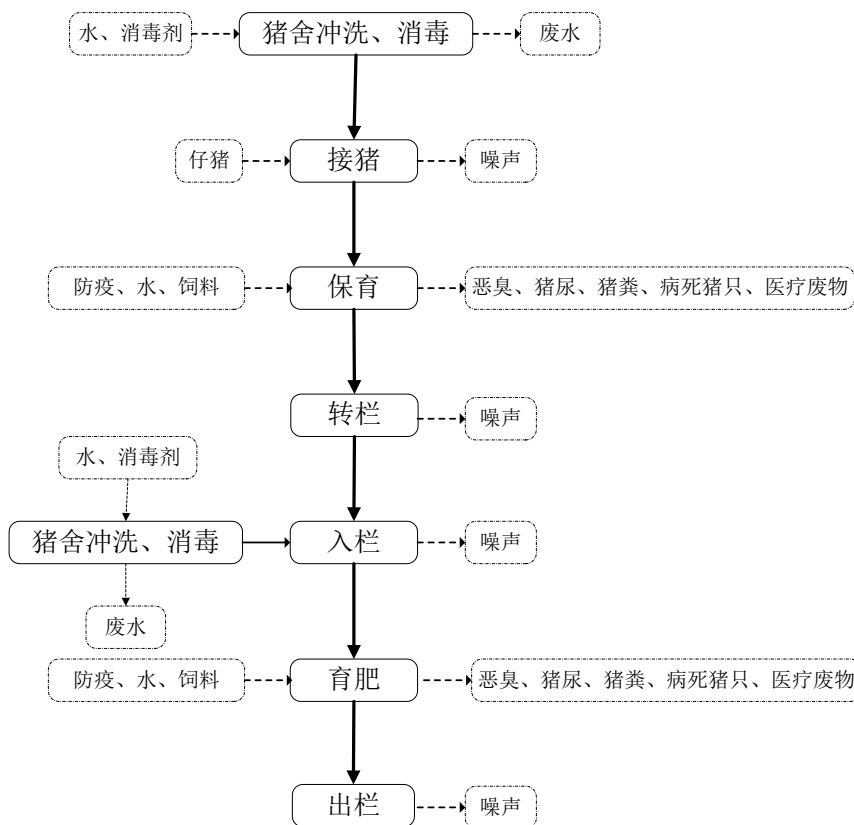 水、消毒剂
猪舍冲洗、消毒
废水
仔猪
接猪
噪声
防疫、水、饲料
保育
恶臭、猪尿、猪粪、病死猪只、医疗废物
转栏
噪声
水、消毒剂
猪舍冲洗、消毒
入栏
噪声
废水
防疫、水、饲料
育肥
恶臭、猪尿、猪粪、病死猪只、医疗废物
出栏
噪声